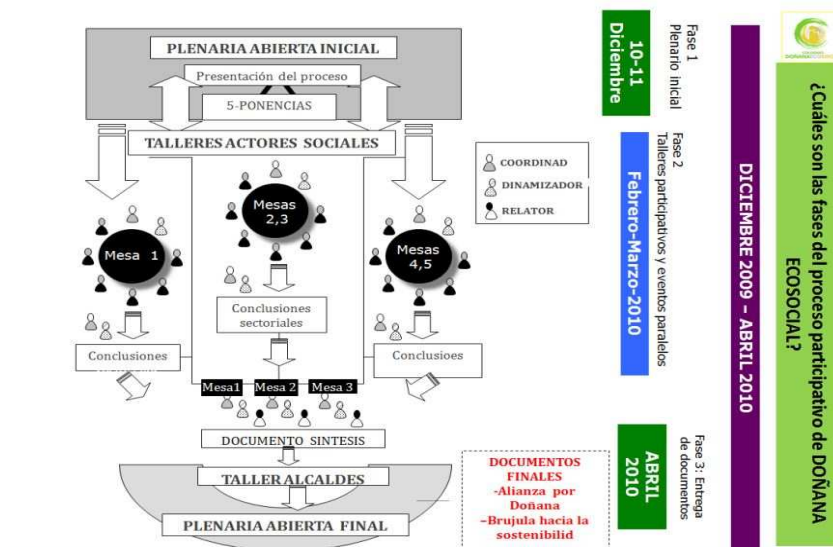 PLENARIA ABIERTA INICIAL
Presentación del proceso
5-PONENCIAS
TALLERES ACTORES SOCIALES
COORDINAD
DINAMIZADOR
RELATOR
Mesas
2,3
Mesa 1
Mesas
4,5
Conclusiones
sectoriales
Conclusiones
Conclusioes
Mesa1 Mesa 2 Mesa 3
DOCUMENTO SINTESIS
TALLER ALCALDES
PLENARIA ABIERTA FINAL
DOCUMENTOS
FINALES
-Alianza por
Doñana
-Brujula hacia la
sostenibilid
Fase 1
Plenario inicial
10-11
Diciembre
Fase 2
Talleres participativos y eventos paralelos
Febrero-Marzo-2010
Fase 3: Entrega
de documentos
ABRIL
2010
DICIEMBRE 2009 – ABRIL 2010
¿Cuáles son las fases del proceso participativo de DOÑANA
ECOSOCIAL?